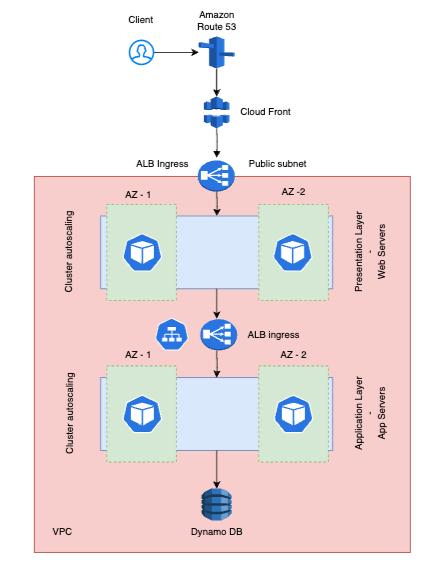 Client
Amazon
Route 53
Cloud Front
ALB Ingress
Public subnet
AZ - 1
AZ -2
Cluster autoscaling
Presentation Layer
-
Web Servers
ALB ingress
AZ - 1
AZ - 2
Cluster autoscaling
Application Layer
-
App Servers
VPC
Dynamo DB